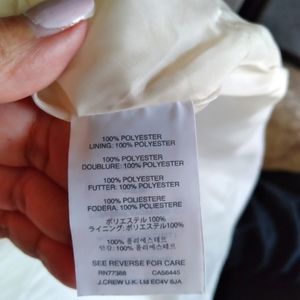 100% POLYESTER
LINING: 100% POLYESTER
100% POLYESTER
DOUBLURE: 100% POLYESTER
100% POLYESTER
FUTTER: 100% POLYESTER
100% POLIESTERE
FODERA: 100% POLIESTERE
ポリエステル100%
ライニング:ポリエステル100%
100% 폴리에스테르
안감: 100% 폴리에스테르
SEE REVERSE FOR CARE
RN77388 CA56445
J.CREW U.K. Ltd EC4V 6JA